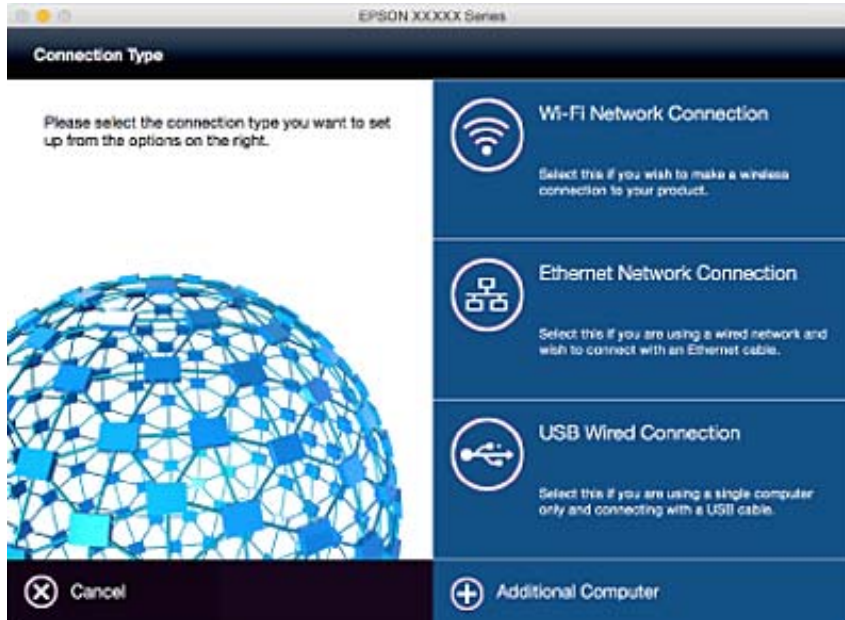 EPSON XXXXX Series
Connection Type
Please select the connection type you want to set
up from the options on the right.
Wi-Fi Network Connection
Select this if you wish to make a wireless
connection to your product.
Ethernet Network Connection
Select this if you are using a wired network and
wish to connect with an Ethernet cable.
USB Wired Connection
Select this if you are using a single computer
only and connecting with a USB cable.
Cancel
Additional Computer